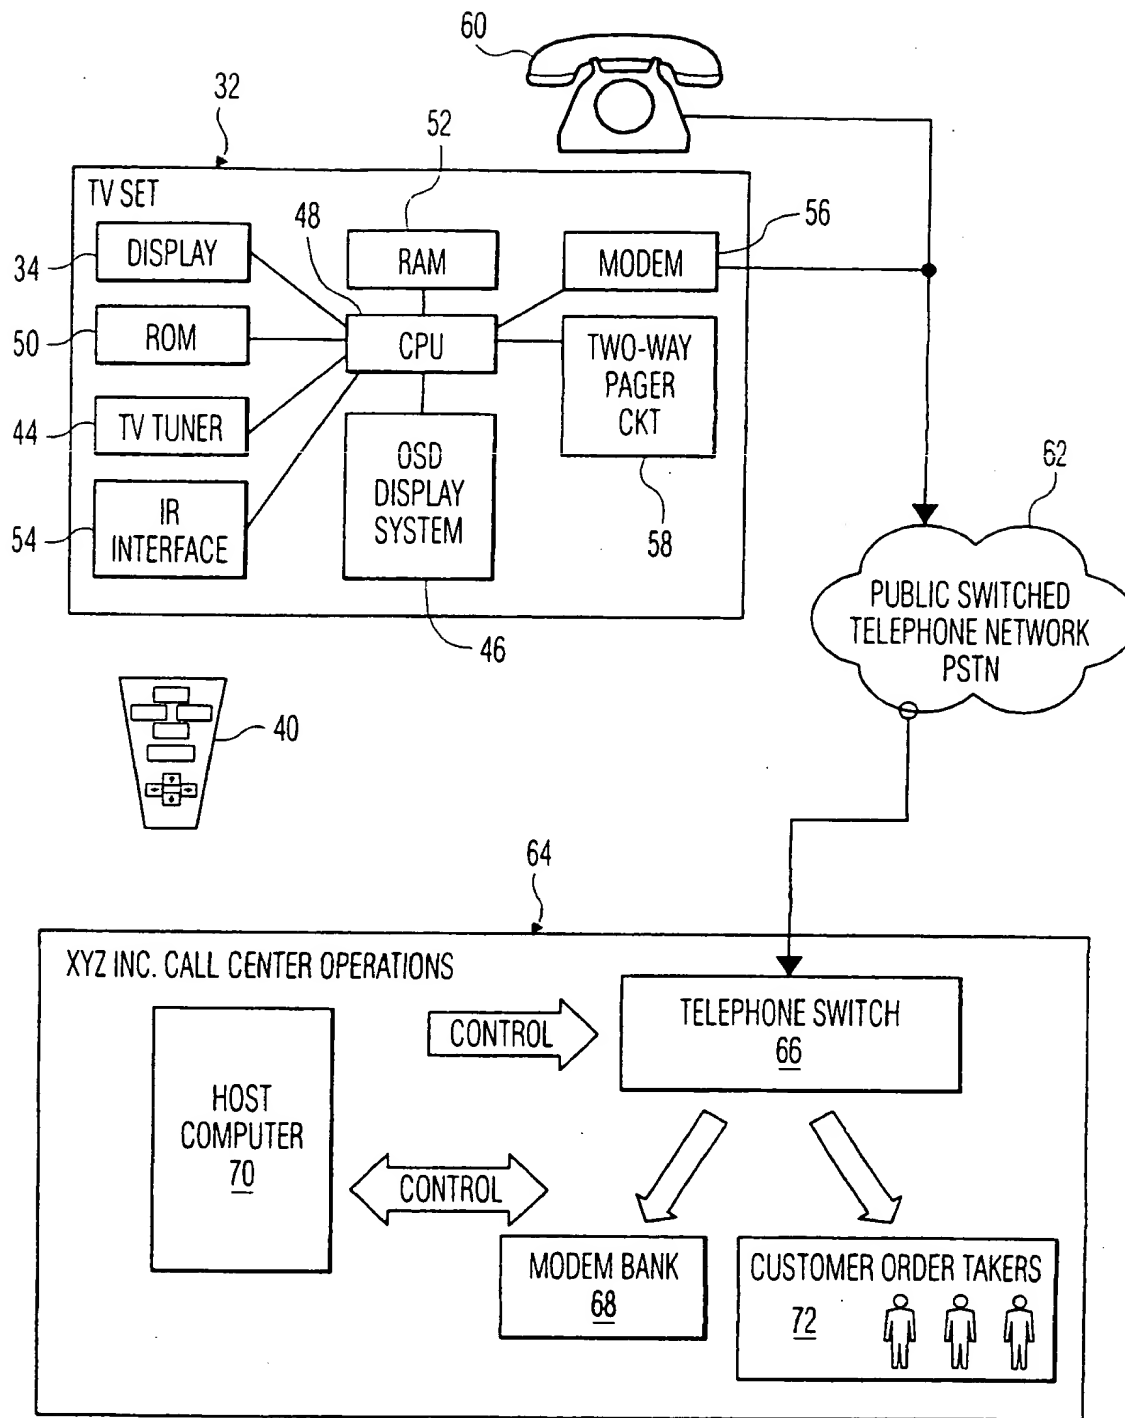 60
32
52
TV SET
48
56
DISPLAY
RAM
MODEM
34
50
ROM
CPU
TWO-WAY
PAGER
CKT
44
TV TUNER
OSD
DISPLAY
SYSTEM
62
54
IR
INTERFACE
58
PUBLIC SWITCHED
TELEPHONE NETWORK
PSTN
46
40
64
XYZ INC. CALL CENTER OPERATIONS
TELEPHONE SWITCH
66
CONTROL
HOST
COMPUTER
70
CONTROL
MODEM BANK
68
CUSTOMER ORDER TAKERS
72